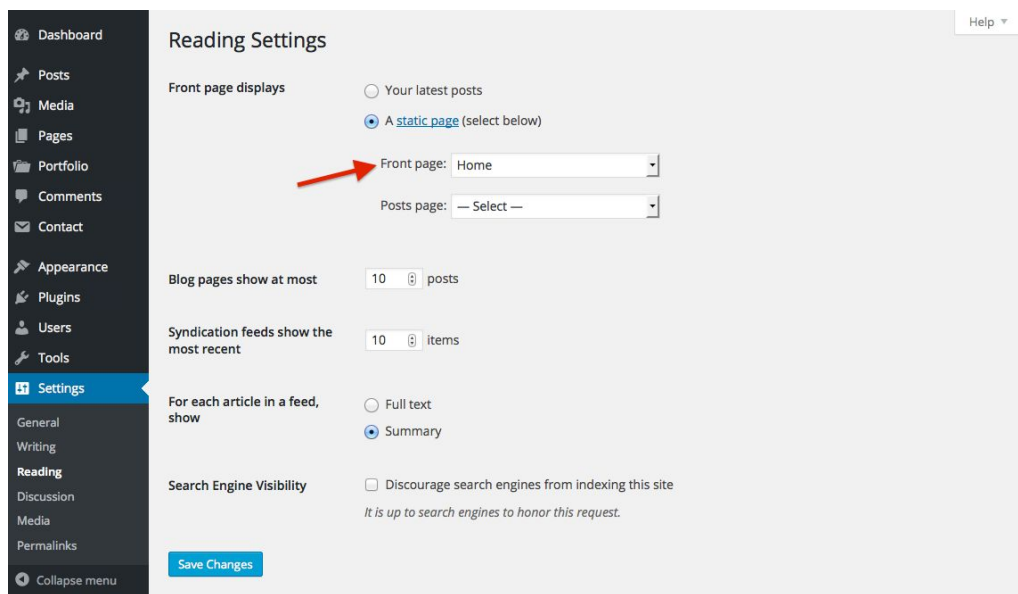 Help
Dashboard
Posts
Media
Pages
Portfolio
Comments
Contact
Appearance
Plugins
Users
Tools
Settings
General
Writing
Reading
Discussion
Media
Permalinks
Collapse menu
Reading Settings
Front page displays
Your latest posts
A static page (select below)
Front page: Home
Posts page: — Select —
Blog pages show at most
10 posts
Syndication feeds show the
most recent
10 items
For each article in a feed,
show
Full text
Summary
Search Engine Visibility
Discourage search engines from indexing this site
It is up to search engines to honor this request.
Save Changes